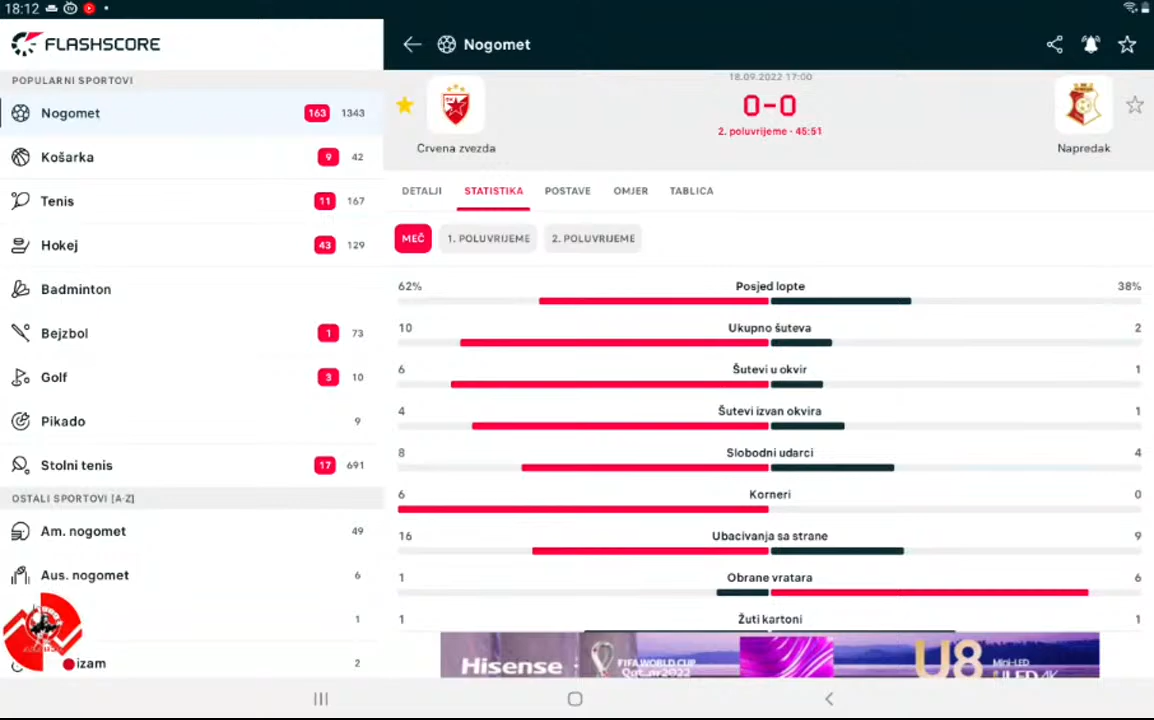 18:12
FLASHSCORE
POPULARNI SPORTOVI
Nogomet 163 1343
Košarka 9 42
Tenis 11 167
Hokej 43 129
Badminton
Bejzbol 1 73
Golf 3 10
Pikado 9
Stolni tenis 17 691
OSTALI SPORTOVI [A-Z]
Am. nogomet 49
Aus. nogomet 6
1
izam 2
Nogomet
18.09.2022 17:00
0-0
2. poluvrijeme - 45:51
Crvena zvezda
Napredak
DETALJI STATISTIKA POSTAVE OMJER TABLICA
MEČ 1. POLUVRIJEME 2. POLUVRIJEME
62% Posjed lopte 38%
10 Ukupno šuteva 2
6 Šutevi u okvir 1
4 Šutevi izvan okvira 1
8 Slobodni udarci 4
6 Korneri 0
16 Ubacivanja sa strane 9
1 Obrane vratara 6
1 Žuti kartoni 1
Hisense
FIFA WORLD CUP
Qatar2022
U8
Mini-LED
ULED 4K